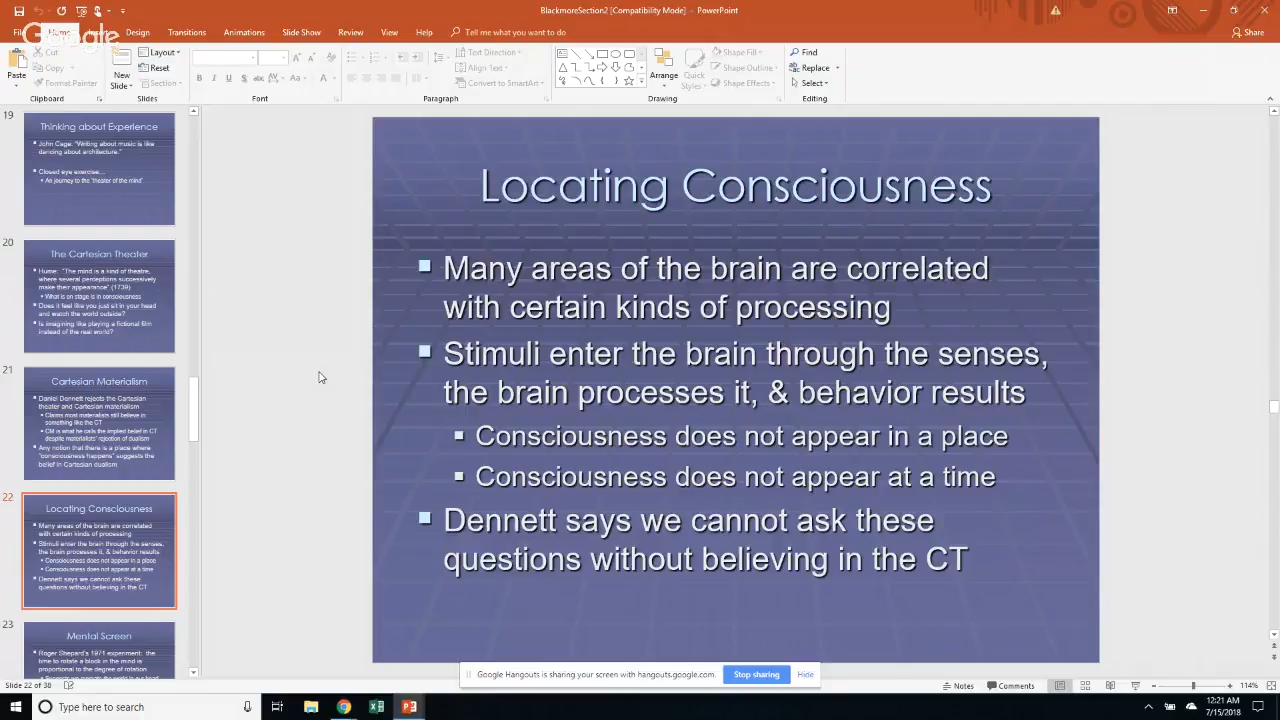 BlackmoreSection2 [Compatibility Mode] - PowerPoint
Google
File Home Insert Design Transitions Animations Slide Show Review View Help Tell me what you want to do Share
Paste Cut
Copy
Format Painter
Clipboard
New
Slide
Layout
Reset
Section
Slides
B I U S abc AV Aa A
Font
Text Direction
Align Text
Convert to SmartArt
Paragraph
Arrange
Quick
Styles
Shape Fill
Shape Outline
Shape Effects
Drawing
Find
Replace
Select
Editing
19
Thinking about Experience
John Cage: "Writing about music is like
dancing about architecture."
Closed eye exercise...
An journey to the 'theater of the mind'
20
The Cartesian Theater
Hume: "The mind is a kind of theatre,
where several perceptions successively
make their appearance" (1739)
What is on stage is in consciousness
Does it feel like you just sit in your head
and watch the world outside?
Is imagining like playing a fictional film
instead of the real world?
21
Cartesian Materialism
Daniel Dennett rejects the Cartesian
theater and Cartesian materialism
Claims most materialists still believe in
something like the CT
CM is what he calls the implied belief in CT
despite materialists' rejection of dualism
Any notion that there is a place where
"consciousness happens" suggests the
belief in Cartesian dualism
22
Locating Consciousness
Many areas of the brain are correlated
with certain kinds of processing
Stimuli enter the brain through the senses,
the brain processes it, & behavior results
Consciousness does not appear in a place
Consciousness does not appear at a time
Dennett says we cannot ask these
questions without believing in the CT
23
Mental Screen
Roger Shepard's 1971 experiment: the
time to rotate a block in the mind is
proportional to the degree of rotation
Locating Consciousness
Many areas of the brain are correlated
with certain kinds of processing
Stimuli enter the brain through the senses,
the brain processes it, & behavior results
Consciousness does not appear in a place
Consciousness does not appear at a time
Dennett says we cannot ask these
questions without believing in the CT
Google Hangouts is sharing your screen with hangouts.google.com. Stop sharing Hide
Slide 22 of 38 Notes Comments 114%
Type here to search
12:21 AM
7/15/2018